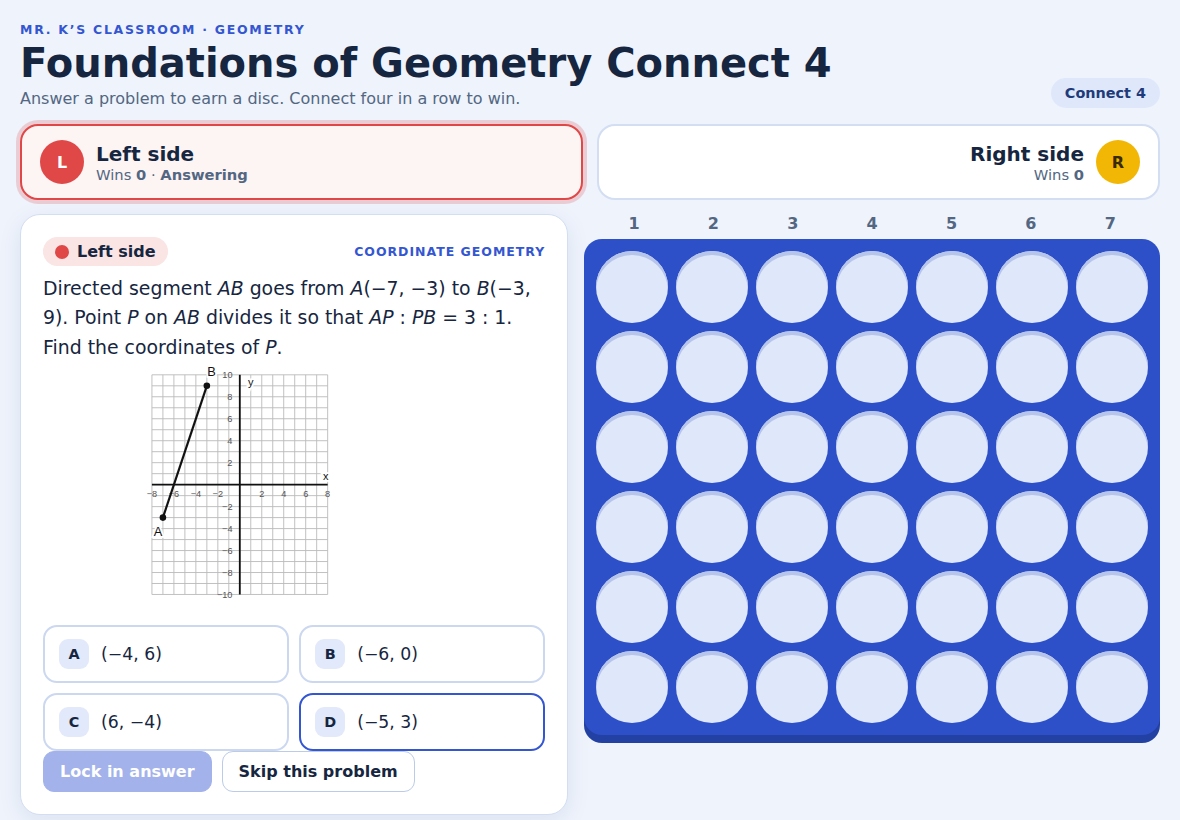 MR. K’S CLASSROOM · GEOMETRY
Foundations of Geometry Connect 4
Answer a problem to earn a disc. Connect four in a row to win.
Connect 4
L
Left side
Wins 0 · Answering
Right side
Wins 0
R
Left side
COORDINATE GEOMETRY
Directed segment AB goes from A(−7, −3) to B(−3,
9). Point P on AB divides it so that AP : PB = 3 : 1.
Find the coordinates of P.
B
10
y
8
6
4
2
x
−8 −6 −4 −2 2 4 6 8
−2
A
−4
−6
−8
−10
A (−4, 6)
B (−6, 0)
C (6, −4)
D (−5, 3)
Lock in answer
Skip this problem
1 2 3 4 5 6 7